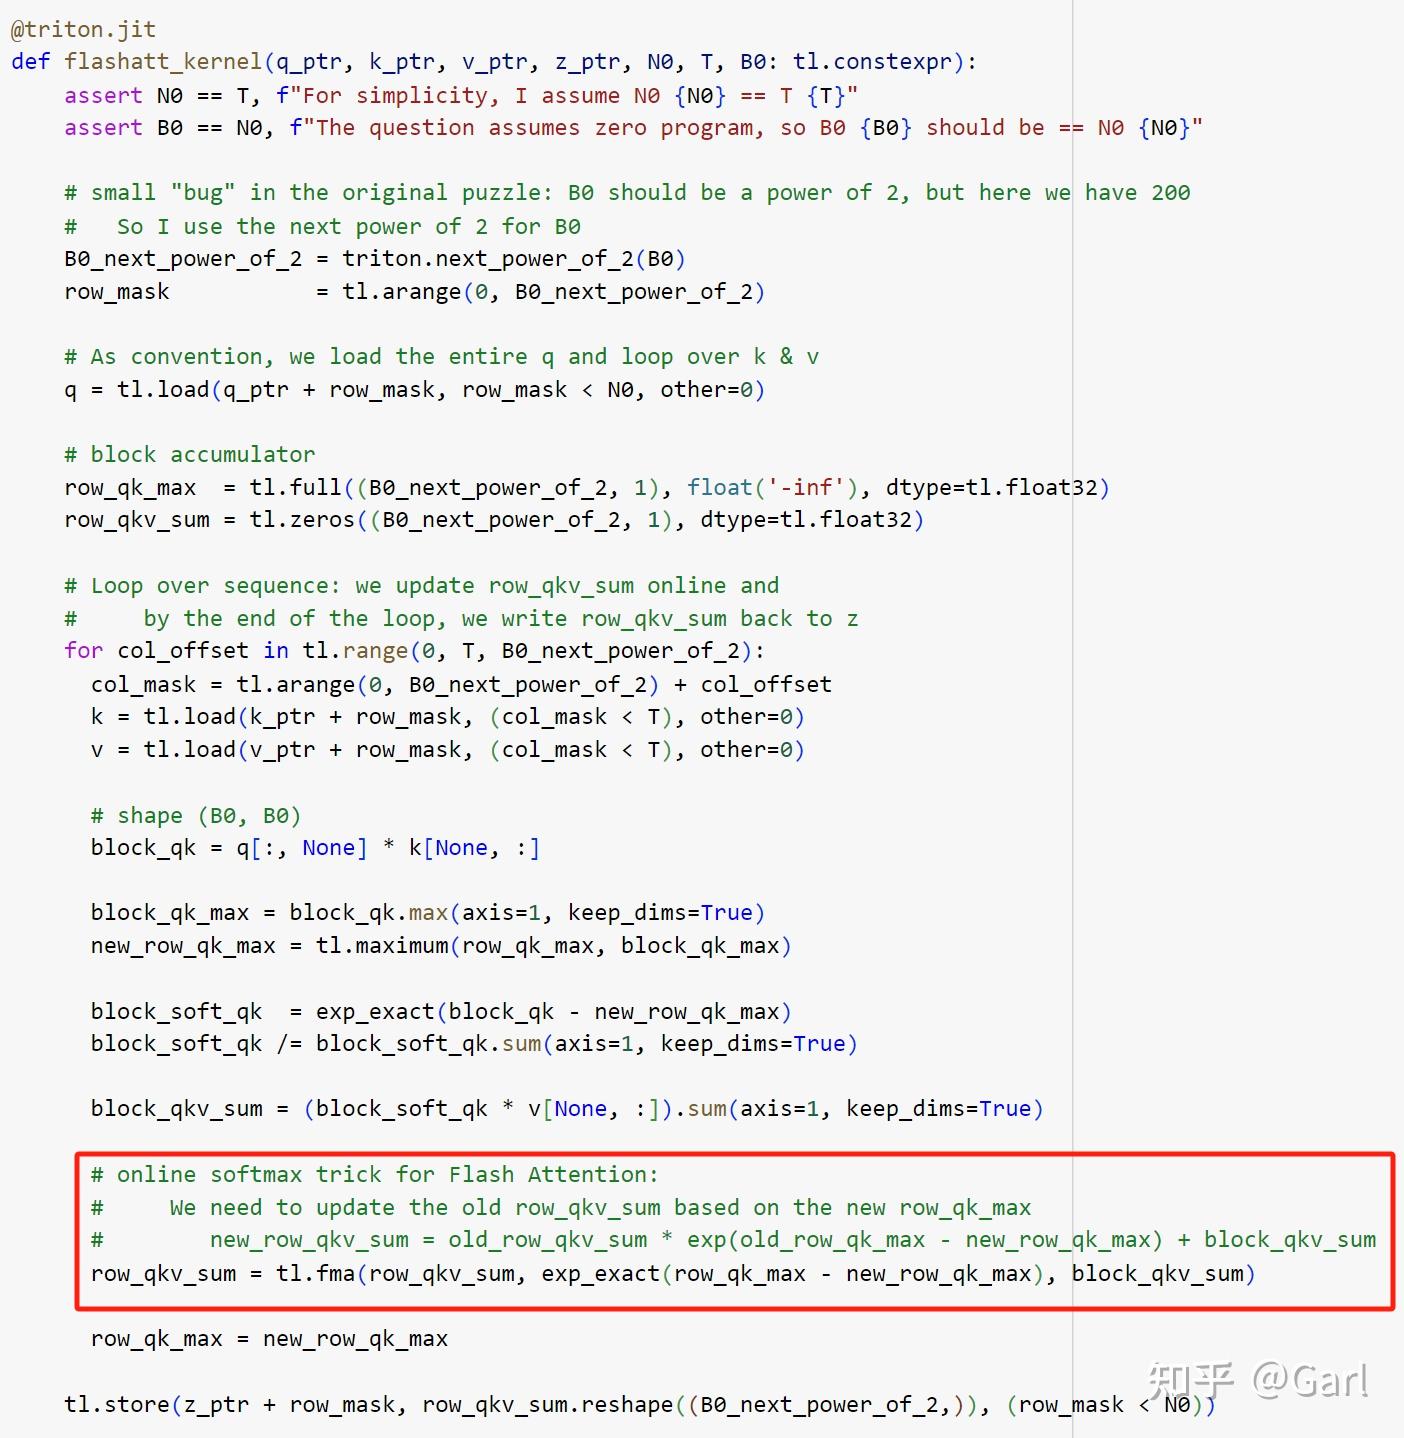 @triton.jit
def flashatt_kernel(q_ptr, k_ptr, v_ptr, z_ptr, N0, T, B0: tl.constexpr):
    assert N0 == T, f"For simplicity, I assume N0 {N0} == T {T}"
    assert B0 == N0, f"The question assumes zero program, so B0 {B0} should be == N0 {N0}"

    # small "bug" in the original puzzle: B0 should be a power of 2, but here we have 200
    #   So I use the next power of 2 for B0
    B0_next_power_of_2 = triton.next_power_of_2(B0)
    row_mask           = tl.arange(0, B0_next_power_of_2)

    # As convention, we load the entire q and loop over k & v
    q = tl.load(q_ptr + row_mask, row_mask < N0, other=0)

    # block accumulator
    row_qk_max  = tl.full((B0_next_power_of_2, 1), float('-inf'), dtype=tl.float32)
    row_qkv_sum = tl.zeros((B0_next_power_of_2, 1), dtype=tl.float32)

    # Loop over sequence: we update row_qkv_sum online and
    #     by the end of the loop, we write row_qkv_sum back to z
    for col_offset in tl.range(0, T, B0_next_power_of_2):
      col_mask = tl.arange(0, B0_next_power_of_2) + col_offset
      k = tl.load(k_ptr + row_mask, (col_mask < T), other=0)
      v = tl.load(v_ptr + row_mask, (col_mask < T), other=0)

      # shape (B0, B0)
      block_qk = q[:, None] * k[None, :]

      block_qk_max = block_qk.max(axis=1, keep_dims=True)
      new_row_qk_max = tl.maximum(row_qk_max, block_qk_max)

      block_soft_qk  = exp_exact(block_qk - new_row_qk_max)
      block_soft_qk /= block_soft_qk.sum(axis=1, keep_dims=True)

      block_qkv_sum = (block_soft_qk * v[None, :]).sum(axis=1, keep_dims=True)

      # online softmax trick for Flash Attention:
      #     We need to update the old row_qkv_sum based on the new row_qk_max
      #        new_row_qkv_sum = old_row_qkv_sum * exp(old_row_qk_max - new_row_qk_max) + block_qkv_sum
      row_qkv_sum = tl.fma(row_qkv_sum, exp_exact(row_qk_max - new_row_qk_max), block_qkv_sum)

      row_qk_max = new_row_qk_max

    tl.store(z_ptr + row_mask, row_qkv_sum.reshape((B0_next_power_of_2,)), (row_mask < N0))
知乎 @Garl